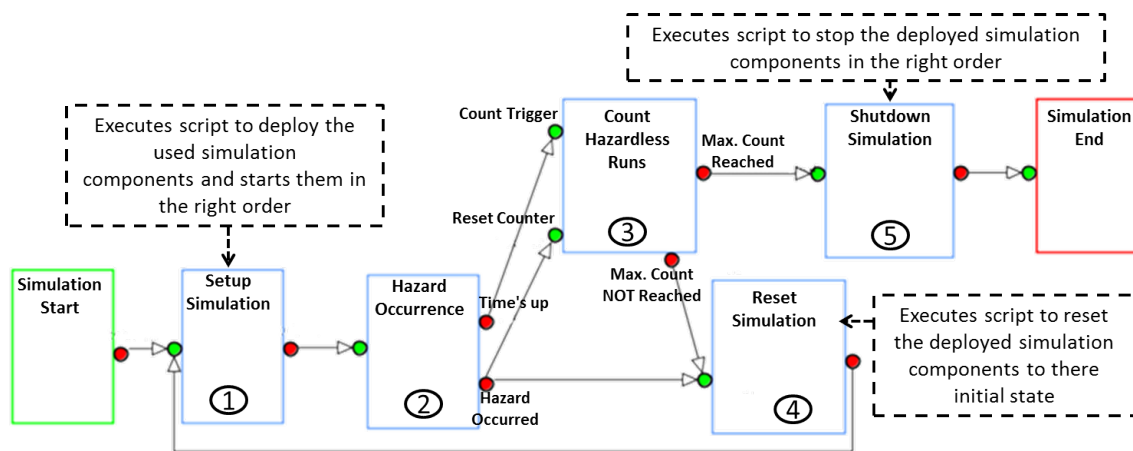 Executes script to stop the deployed simulation
components in the right order
Executes script to deploy the
used simulation
components and starts them in
the right order
Count Trigger
Count
Hazardless
Runs
3
Max. Count
Reached
Shutdown
Simulation
5
Simulation
End
Reset Counter
Simulation
Start
Setup
Simulation
1
Hazard
Occurrence
2
Time's up
Hazard
Occurred
Max. Count
NOT Reached
Reset
Simulation
4
Executes script to reset
the deployed simulation
components to there
initial state